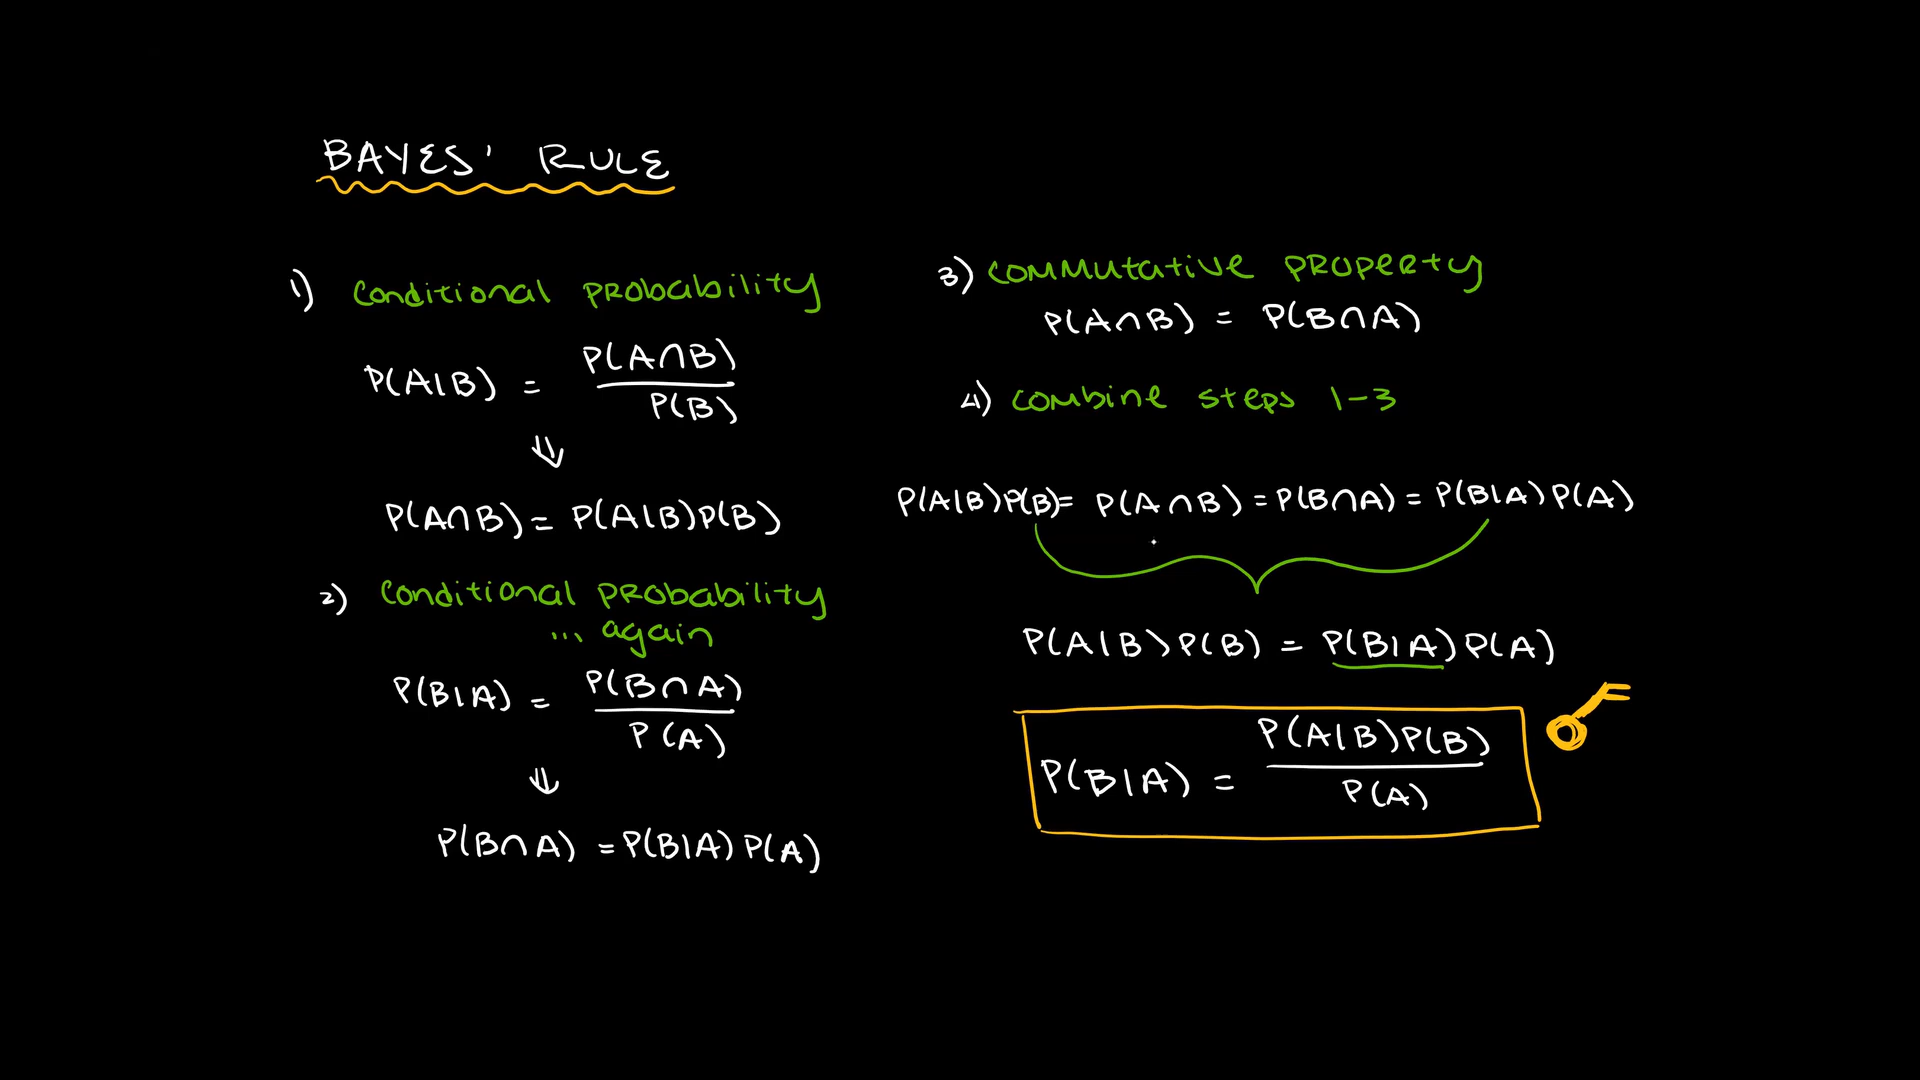 BAYES' RULE
1) conditional probability
P(A|B) = P(A∩B) / P(B)
⇓
P(A∩B) = P(A|B)P(B)
2) conditional probability
... again
P(B|A) = P(B∩A) / P(A)
⇓
P(B∩A) = P(B|A) P(A)
3) commutative property
P(A∩B) = P(B∩A)
4) combine steps 1-3
P(A|B)P(B) = P(A∩B) = P(B∩A) = P(B|A)P(A)
P(A|B)P(B) = P(B|A)P(A)
P(B|A) = P(A|B)P(B) / P(A)